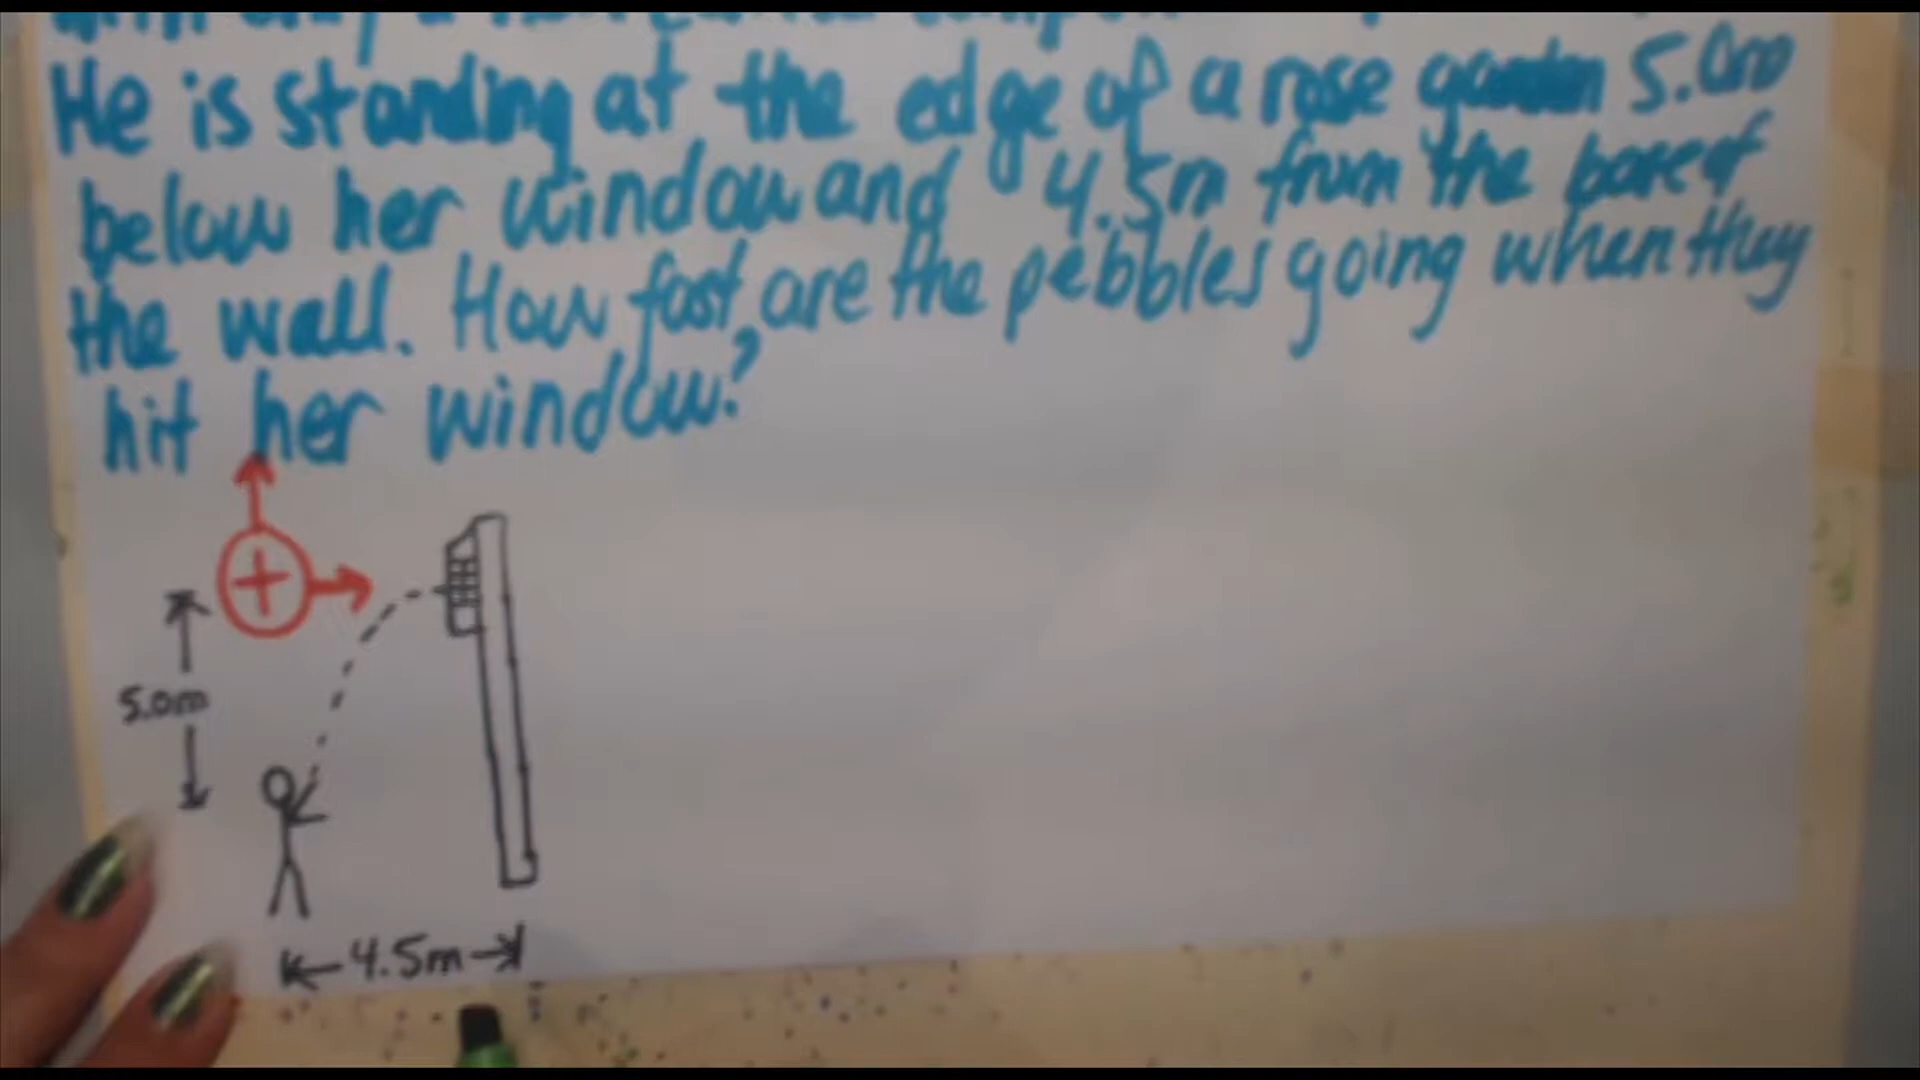 He is standing at the edge of a rose garden 5.0m
below her window and 4.5m from the base of
the wall. How fast, are the pebbles going when they
hit her window?
+
5.0m
4.5m